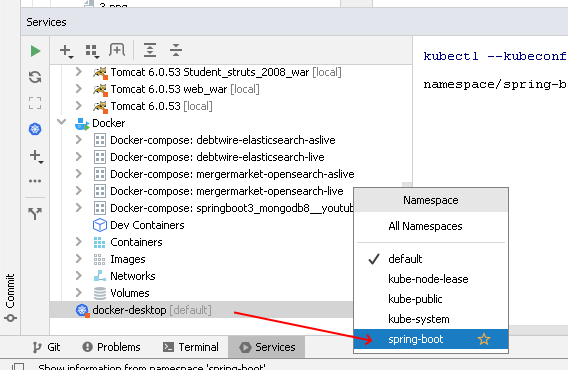 3.png
Services
Tomcat 6.0.53 Student_struts_2008_war [local]
Tomcat 6.0.53 web_war [local]
Tomcat 6.0.53 [local]
Docker
Docker-compose: debtwire-elasticsearch-aslive
Docker-compose: debtwire-elasticsearch-live
Docker-compose: mergermarket-opensearch-aslive
Docker-compose: mergermarket-opensearch-live
Docker-compose: springboot3_mongodb8__youtub
Dev Containers
Containers
Images
Networks
Volumes
docker-desktop [default]
kubectl --kubeconf
namespace/spring-b
Namespace
All Namespaces
default
kube-node-lease
kube-public
kube-system
spring-boot
Commit
Git
Problems
Terminal
Services
Show information from namespace 'spring-boot'